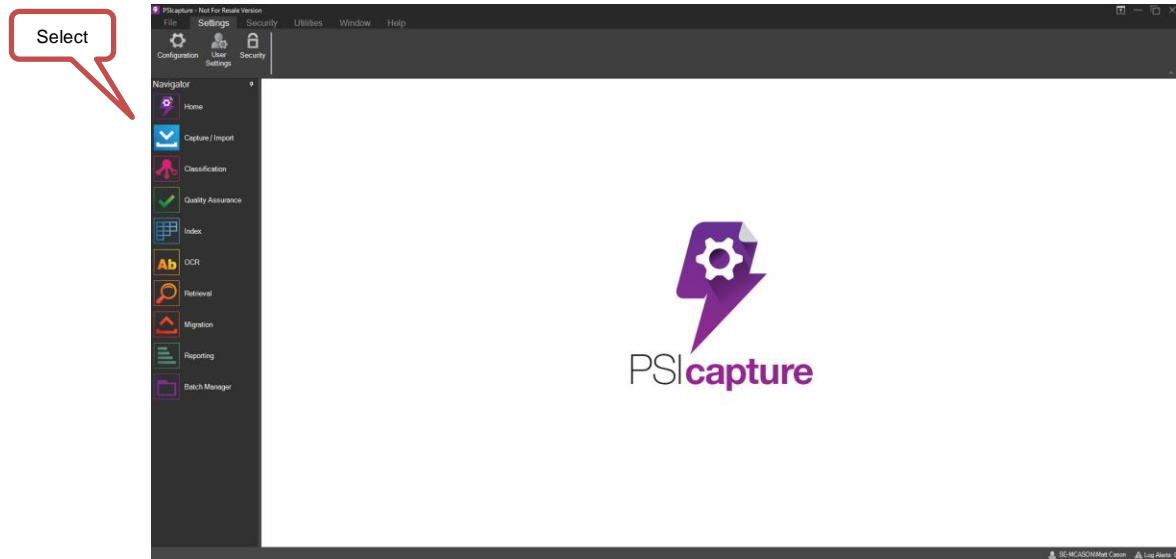 Select
PSIcapture - Not For Resale Version
File Settings Security Utilities Window Help
Configuration User Settings Security
Navigator
Home
Capture / Import
Classification
Quality Assurance
Index
Ab OCR
Retrieval
Migration
Reporting
Batch Manager
PSIcapture
SE-MCASON\Matt Cason Log Alerts